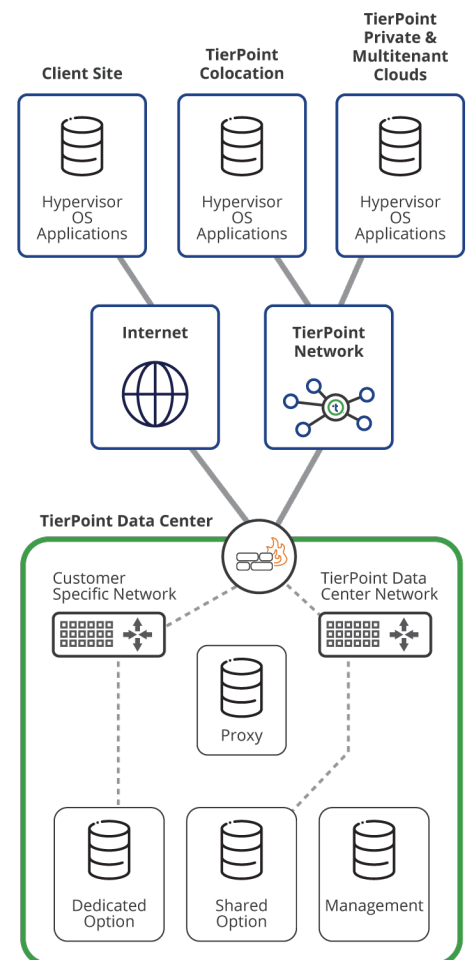 Client Site
TierPoint
Colocation
TierPoint
Private &
Multitenant
Clouds
Hypervisor
OS
Applications
Hypervisor
OS
Applications
Hypervisor
OS
Applications
Internet
TierPoint
Network
t
TierPoint Data Center
Customer
Specific Network
TierPoint Data
Center Network
Proxy
Dedicated
Option
Shared
Option
Management